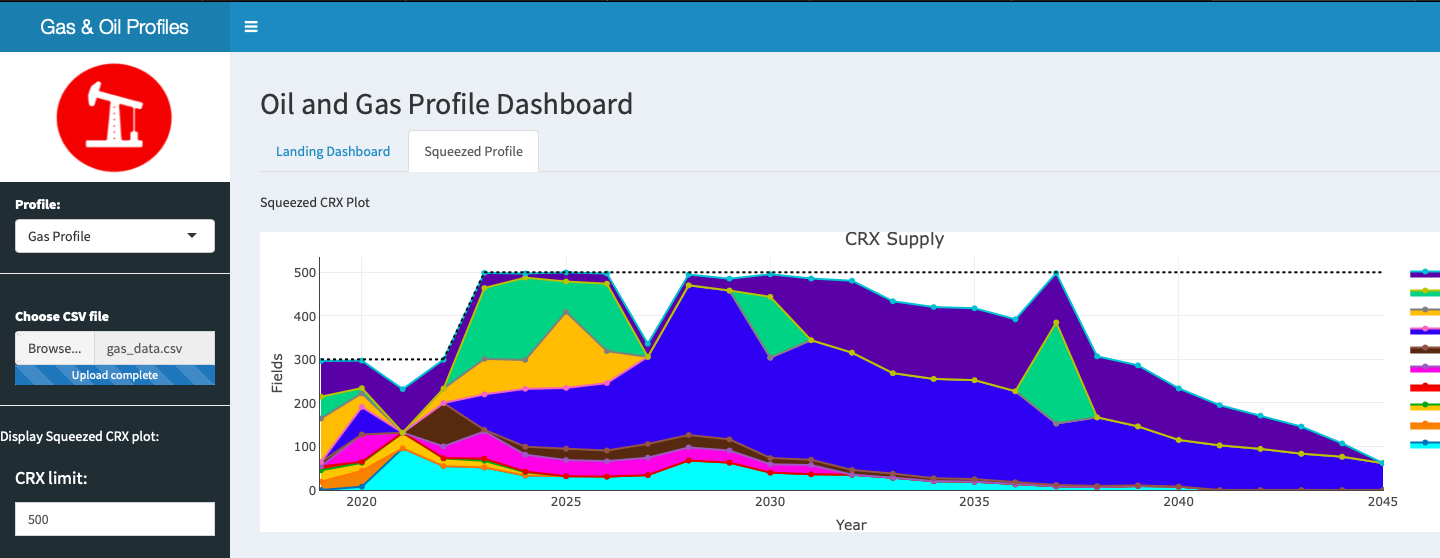 Gas & Oil Profiles
Oil and Gas Profile Dashboard
Landing Dashboard
Squeezed Profile
Profile:
Gas Profile
Choose CSV file
Browse...
gas_data.csv
Upload complete
Display Squeezed CRX plot:
CRX limit:
500
Squeezed CRX Plot
CRX Supply
500
400
300
200
100
0
Fields
2020
2025
2030
2035
2040
2045
Year